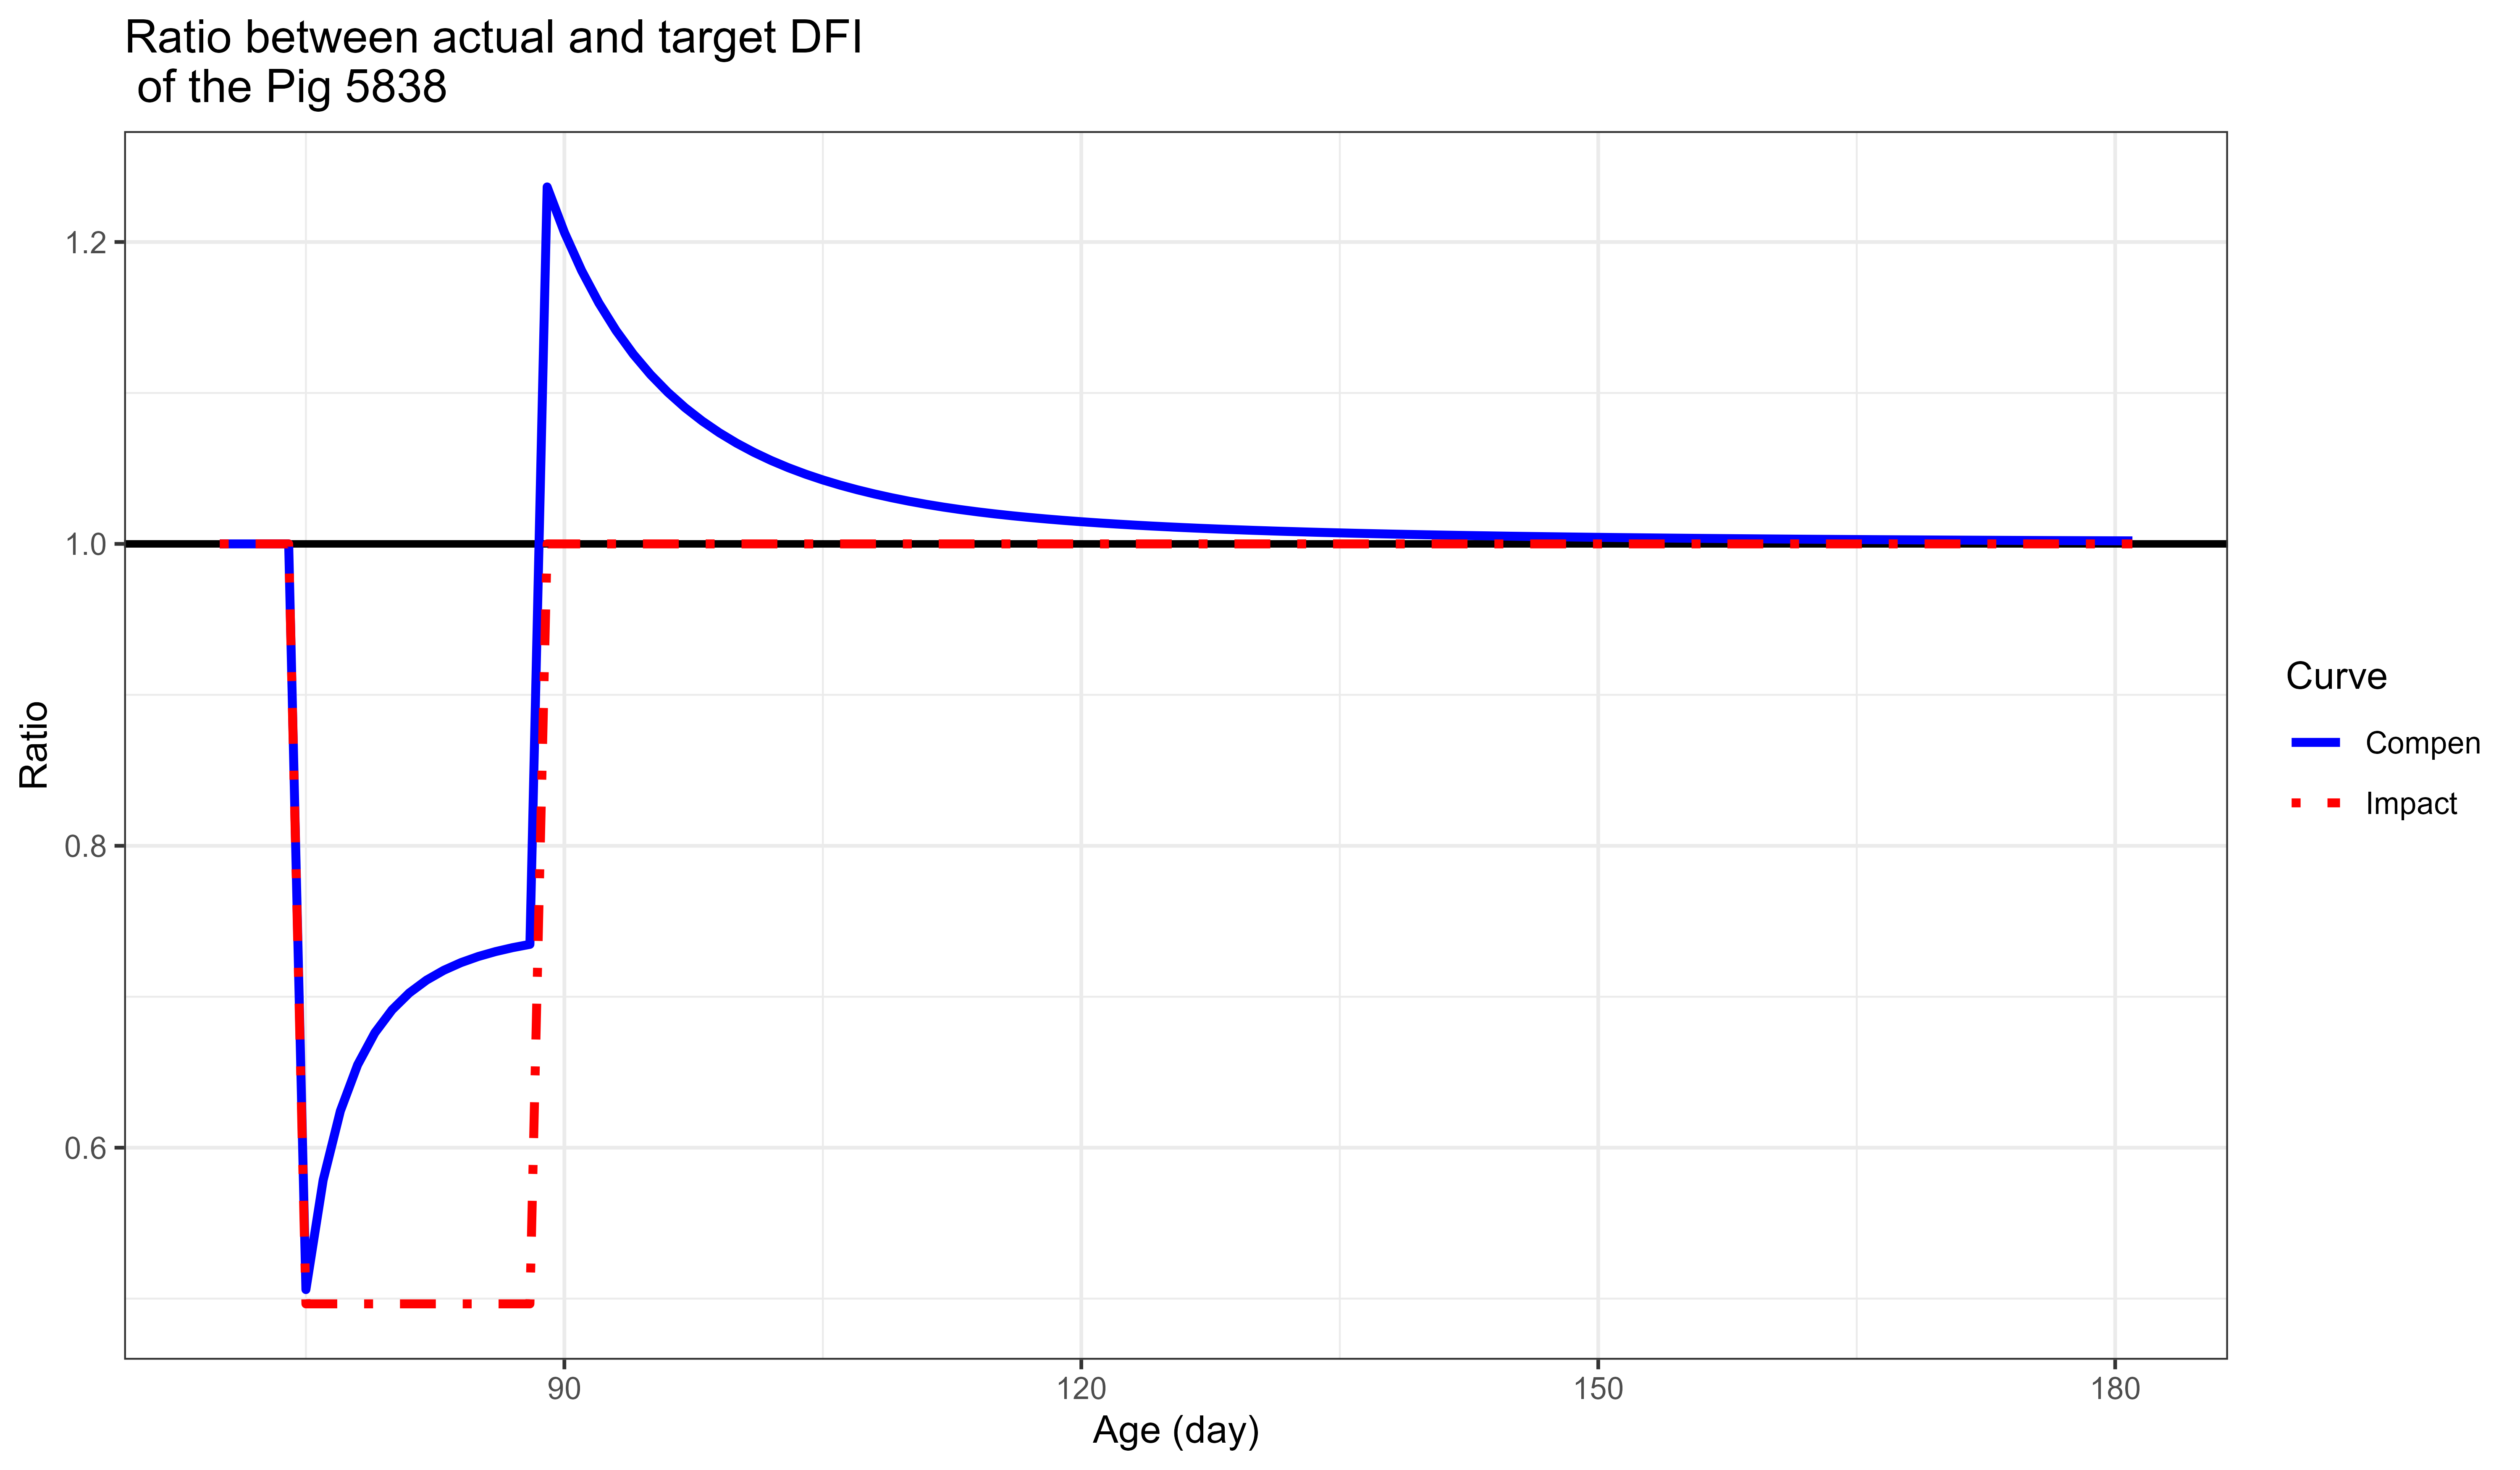 Ratio between actual and target DFI
of the Pig 5838
1.2
1.0
0.8
0.6
Ratio
90
120
150
180
Age (day)
Curve
Compen
Impact